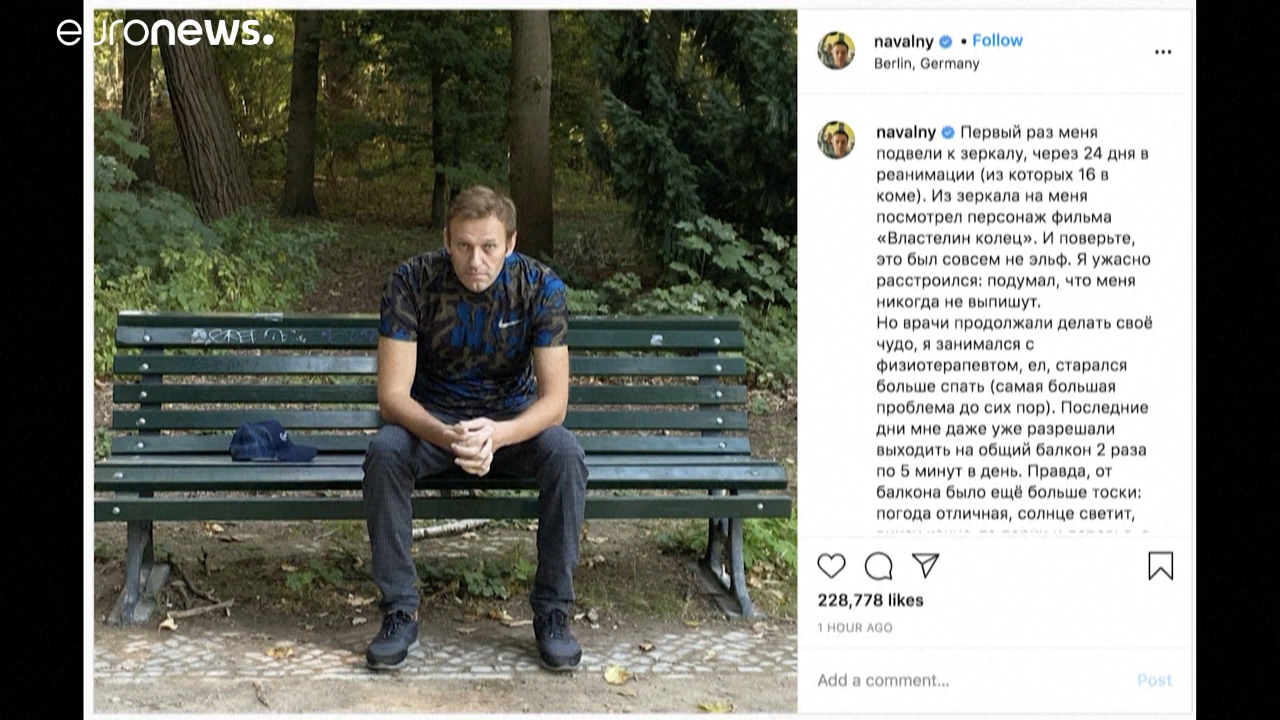 euronews.
navalny • Follow
Berlin, Germany
navalny Первый раз меня
подвели к зеркалу, через 24 дня в
реанимации (из которых 16 в
коме). Из зеркала на меня
посмотрел персонаж фильма
«Властелин колец». И поверьте,
это был совсем не эльф. Я ужасно
расстроился: подумал, что меня
никогда не выпишут.
Но врачи продолжали делать своё
чудо, я занимался с
физиотерапевтом, ел, старался
больше спать (самая большая
проблема до сих пор). Последние
дни мне даже уже разрешали
выходить на общий балкон 2 раза
по 5 минут в день. Правда, от
балкона было ещё больше тоски:
погода отличная, солнце светит,
228,778 likes
1 HOUR AGO
Add a comment...
Post